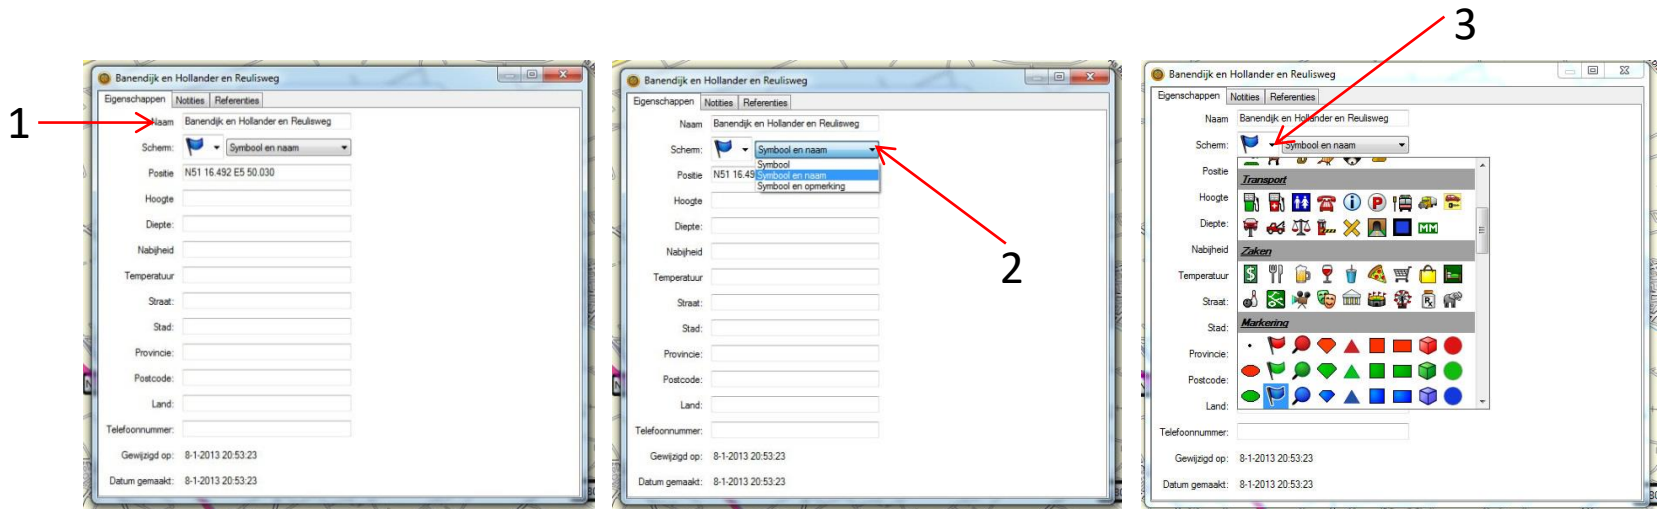 1
Banendijk en Hollander en Reulisweg
Eigenschappen Notities Referenties
Naam Banendijk en Hollander en Reulisweg
Scherm: Symbool en naam
Positie N51 16.492 E5 50.030
Hoogte
Diepte:
Nabijheid
Temperatuur
Straat:
Stad:
Provincie:
Postcode:
Land:
Telefoonnummer:
Gewijzigd op: 8-1-2013 20:53:23
Datum gemaakt: 8-1-2013 20:53:23
2
Banendijk en Hollander en Reulisweg
Eigenschappen Notities Referenties
Naam Banendijk en Hollander en Reulisweg
Scherm: Symbool en naam
Symbool
Symbool en naam
Symbool en opmerking
Positie N51 16.49
Hoogte
Diepte:
Nabijheid
Temperatuur
Straat:
Stad:
Provincie:
Postcode:
Land:
Telefoonnummer:
Gewijzigd op: 8-1-2013 20:53:23
Datum gemaakt: 8-1-2013 20:53:23
3
Banendijk en Hollander en Reulisweg
Eigenschappen Notities Referenties
Naam Banendijk en Hollander en Reulisweg
Scherm: Symbool en naam
Positie
Transport
Hoogte
Diepte:
Nabijheid
Zaken
Temperatuur
Straat:
Stad:
Markering
Provincie:
Postcode:
Land:
Telefoonnummer:
Gewijzigd op: 8-1-2013 20:53:23
Datum gemaakt: 8-1-2013 20:53:23